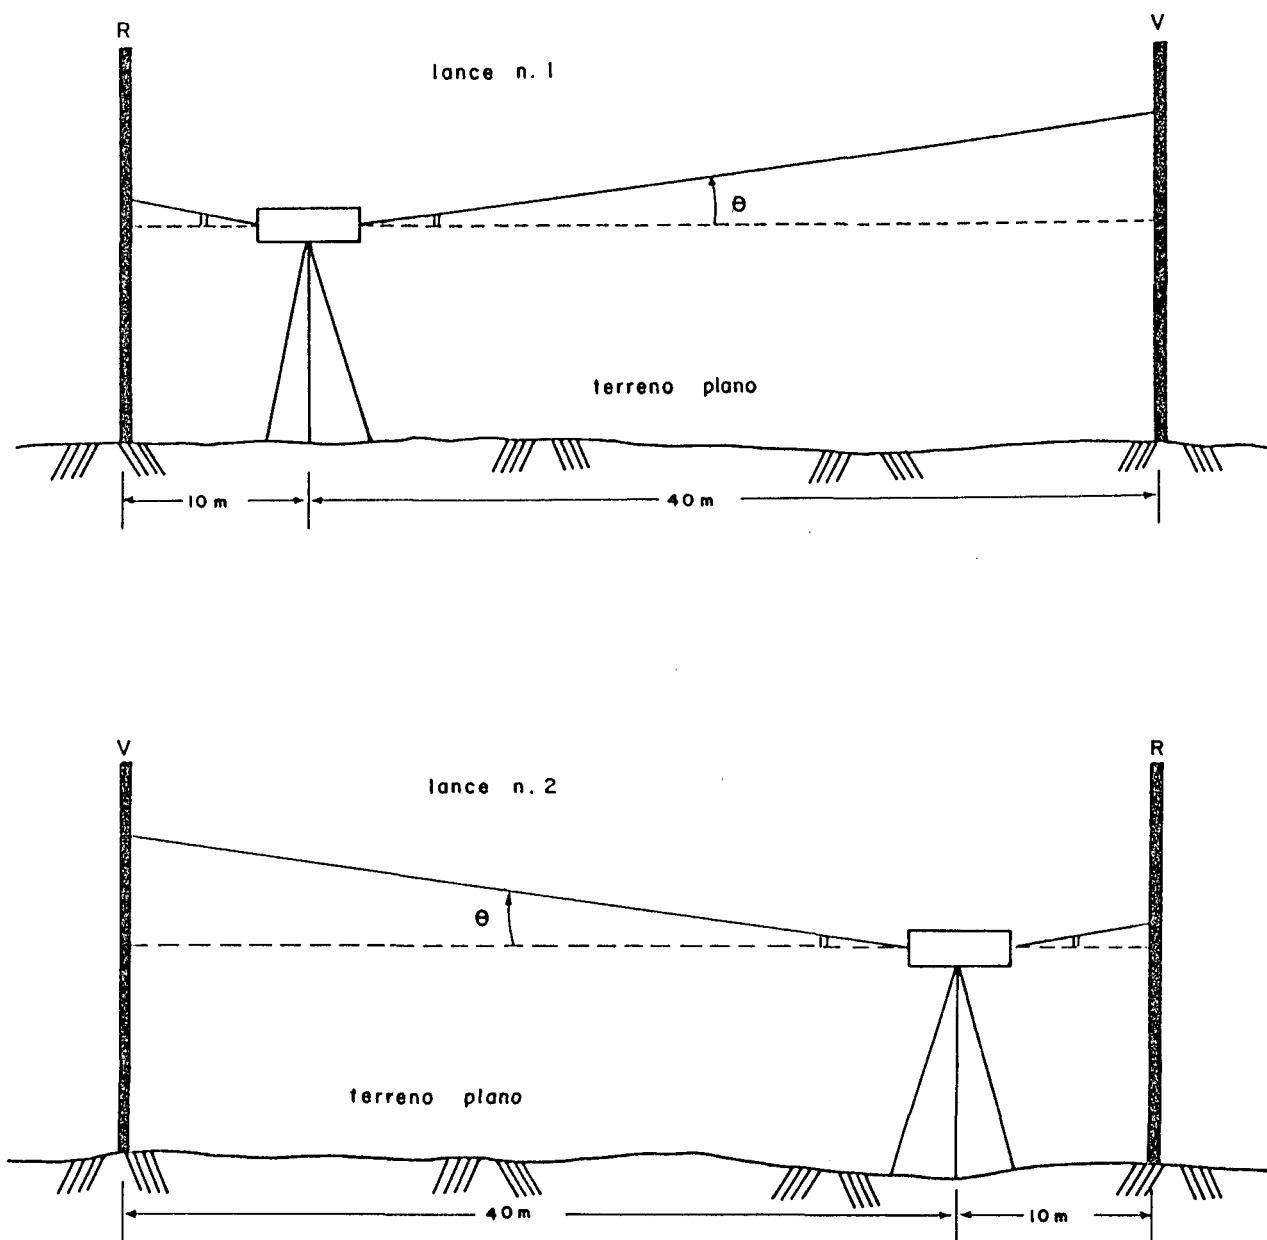 R
V
lance n. 1
θ
terreno plano
10 m
40 m
V
R
lance n. 2
θ
terreno plano
40 m
10 m